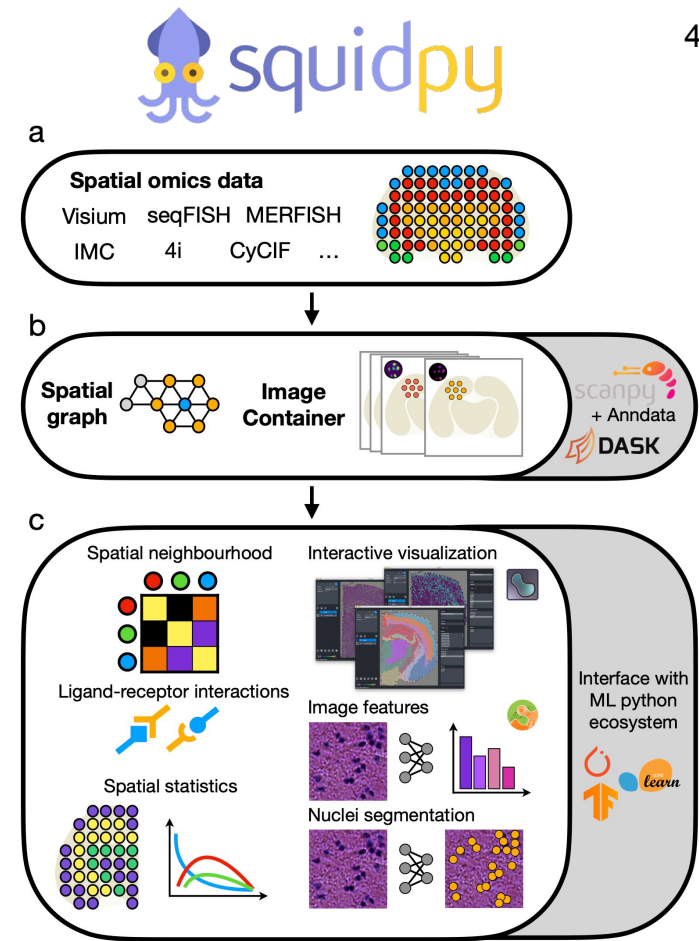 squidpy
4
a
Spatial omics data
Visium seqFISH MERFISH
IMC 4i CyCIF ...
b
Spatial
graph
Image
Container
scanpy
+ Anndata
DASK
c
Spatial neighbourhood
Interactive visualization
Ligand-receptor interactions
Image features
Spatial statistics
Nuclei segmentation
Interface with
ML python
ecosystem
learn